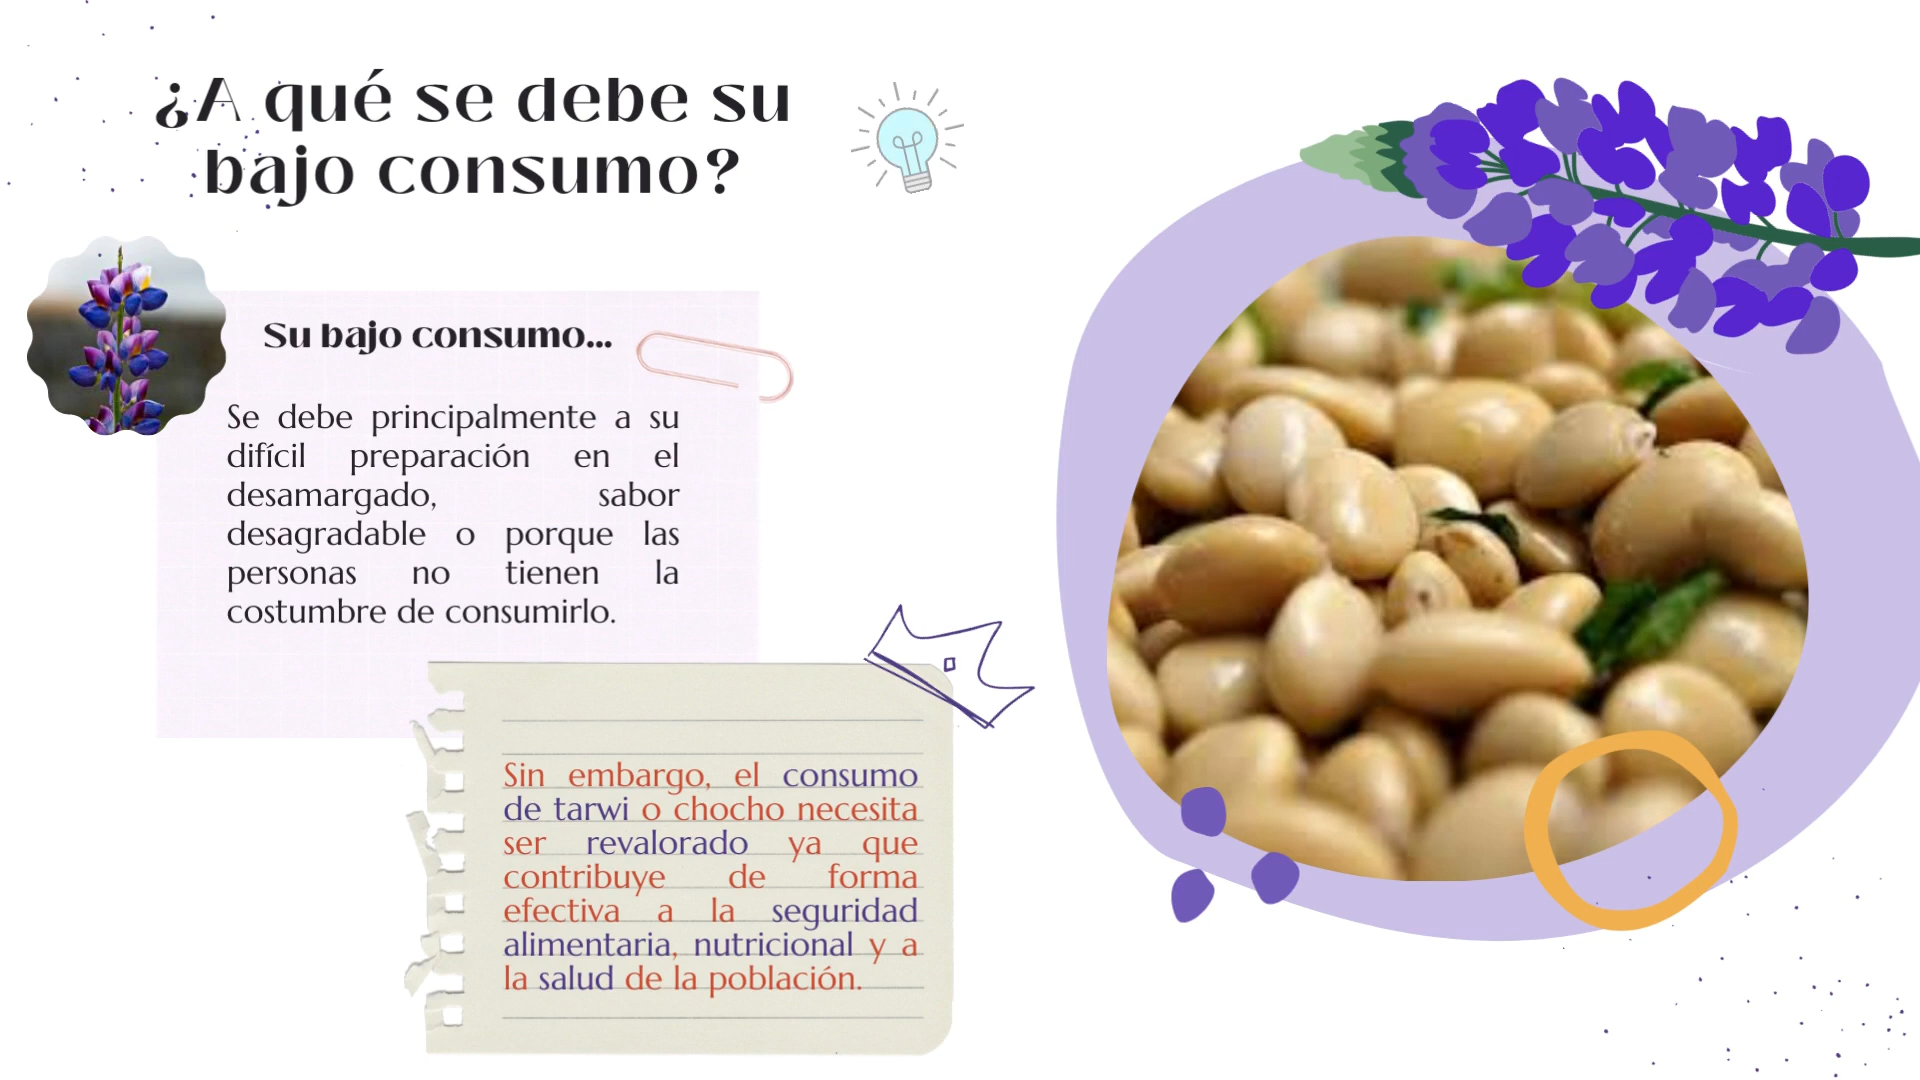 ¿A qué se debe su
bajo consumo?
Su bajo consumo...
Se debe principalmente a su
difícil preparación en el
desamargado, sabor
desagradable o porque las
personas no tienen la
costumbre de consumirlo.
Sin embargo, el consumo
de tarwi o chocho necesita
ser revalorado ya que
contribuye de forma
efectiva a la seguridad
alimentaria, nutricional y a
la salud de la población.